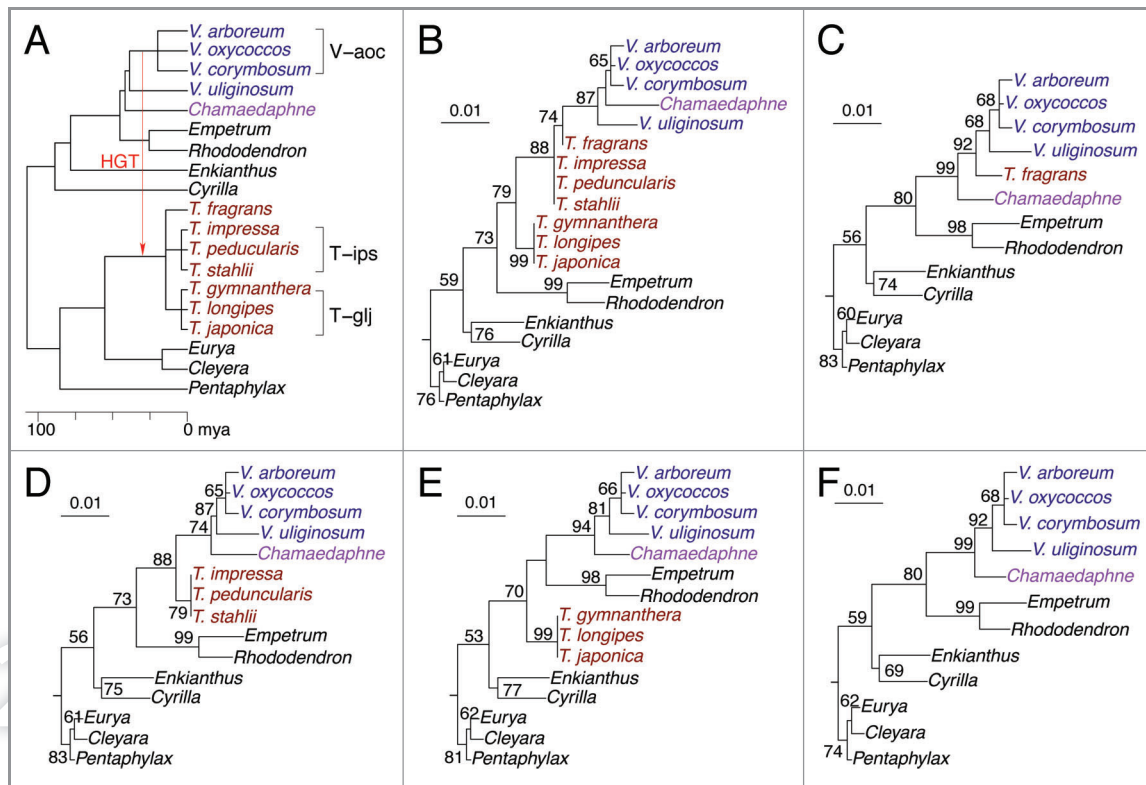 A
V. arboreum
V. oxycoccos
V. corymbosum
V-aoc
V. uliginosum
Chamaedaphne
Empetrum
Rhododendron
HGT
Enkianthus
Cyrilla
T. fragrans
T. impressa
T. peducularis
T. stahlii
T-ips
T. gymnanthera
T. longipes
T. japonica
T-glj
Eurya
Cleyera
Pentaphylax
100 0 mya
B
0.01
V. arboreum
65 V. oxycoccos
V. corymbosum
87 Chamaedaphne
74 V. uliginosum
T. fragrans
88 T. impressa
T. peduncularis
79 T. stahlii
T. gymnanthera
73 T. longipes
99 T. japonica
59 99 Empetrum
Rhododendron
76 Enkianthus
Cyrilla
61 Eurya
Cleyara
76 Pentaphylax
C
0.01
V. arboreum
68 V. oxycoccos
68 V. corymbosum
92 V. uliginosum
99 T. fragrans
80 Chamaedaphne
98 Empetrum
56 Rhododendron
74 Enkianthus
Cyrilla
60 Eurya
Cleyara
83 Pentaphylax
D
0.01
V. arboreum
65 V. oxycoccos
87 V. corymbosum
74 V. uliginosum
88 Chamaedaphne
T. impressa
73 T. peduncularis
79 T. stahlii
56 99 Empetrum
Rhododendron
75 Enkianthus
Cyrilla
61 Eurya
Cleyara
83 Pentaphylax
E
0.01
V. arboreum
66 V. oxycoccos
81 V. corymbosum
94 V. uliginosum
Chamaedaphne
98 Empetrum
70 Rhododendron
T. gymnanthera
53 99 T. longipes
T. japonica
77 Enkianthus
Cyrilla
62 Eurya
Cleyara
81 Pentaphylax
F
0.01
V. arboreum
68 V. oxycoccos
92 V. corymbosum
99 V. uliginosum
80 Chamaedaphne
99 Empetrum
59 Rhododendron
69 Enkianthus
Cyrilla
62 Eurya
Cleyara
74 Pentaphylax